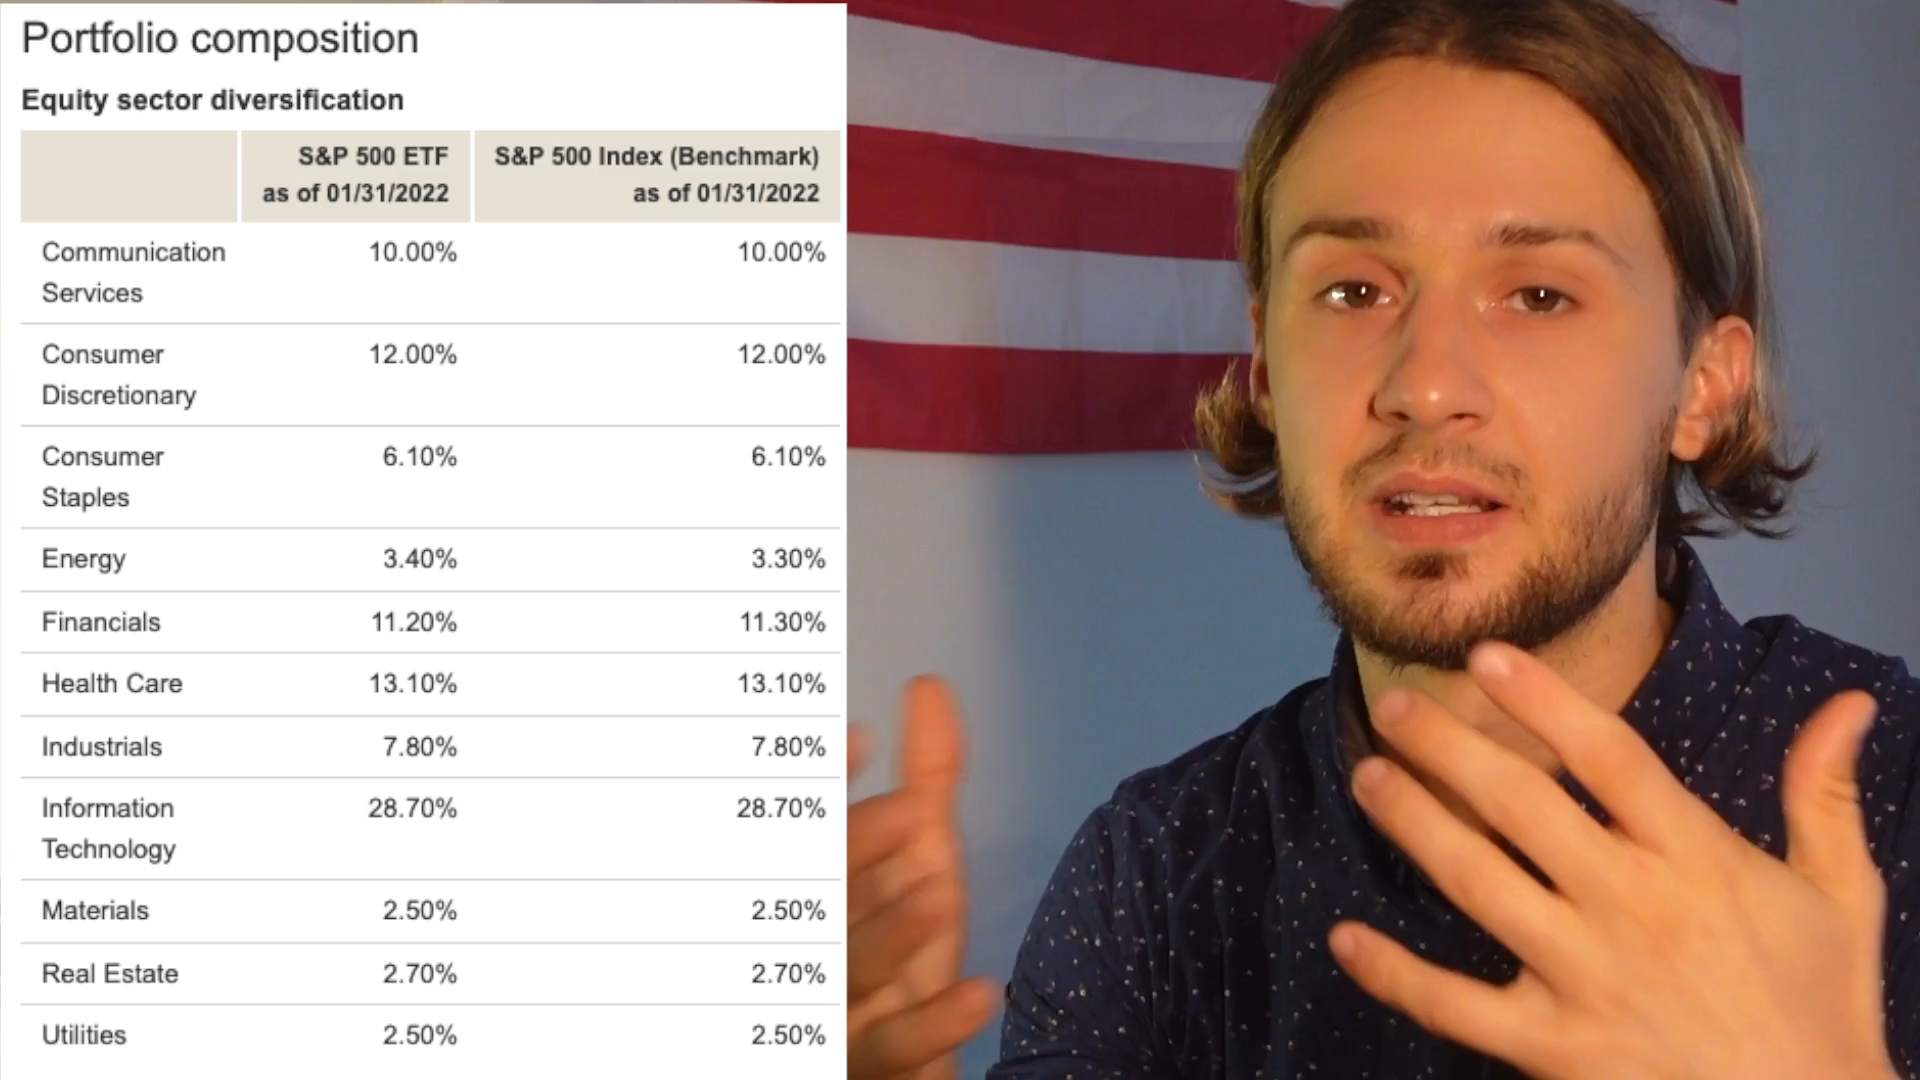 Portfolio composition
Equity sector diversification
S&P 500 ETF S&P 500 Index (Benchmark)
as of 01/31/2022 as of 01/31/2022
Communication 10.00% 10.00%
Services
Consumer 12.00% 12.00%
Discretionary
Consumer 6.10% 6.10%
Staples
Energy 3.40% 3.30%
Financials 11.20% 11.30%
Health Care 13.10% 13.10%
Industrials 7.80% 7.80%
Information 28.70% 28.70%
Technology
Materials 2.50% 2.50%
Real Estate 2.70% 2.70%
Utilities 2.50% 2.50%